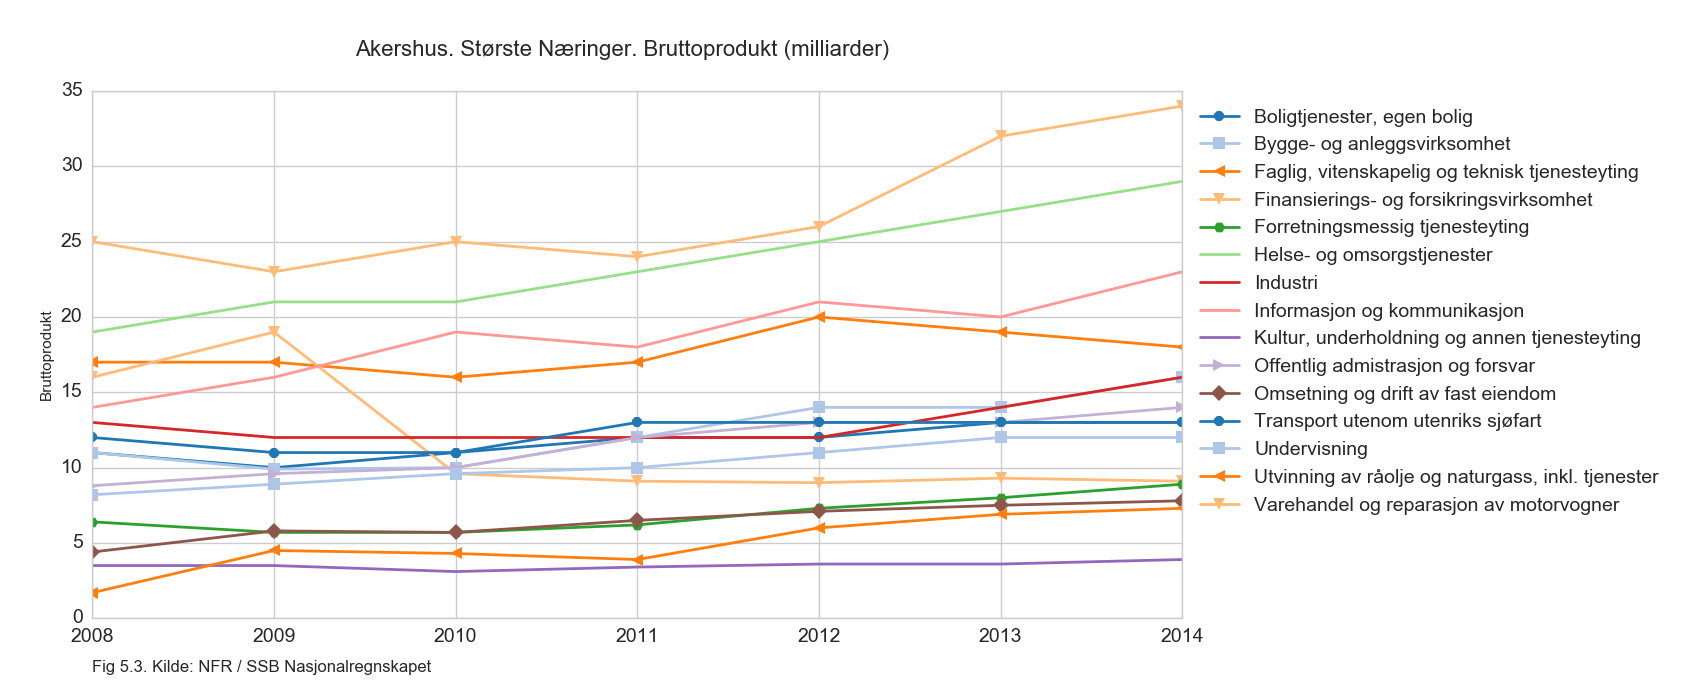 Akershus. Største Næringer. Bruttoprodukt (milliarder)
35
30
25
20
15
10
5
0
Bruttoprodukt
2008 2009 2010 2011 2012 2013 2014
Boligtjenester, egen bolig
Bygge- og anleggsvirksomhet
Faglig, vitenskapelig og teknisk tjenesteyting
Finansierings- og forsikringsvirksomhet
Forretningsmessig tjenesteyting
Helse- og omsorgstjenester
Industri
Informasjon og kommunikasjon
Kultur, underholdning og annen tjenesteyting
Offentlig admistrasjon og forsvar
Omsetning og drift av fast eiendom
Transport utenom utenriks sjøfart
Undervisning
Utvinning av råolje og naturgass, inkl. tjenester
Varehandel og reparasjon av motorvogner
Fig 5.3. Kilde: NFR / SSB Nasjonalregnskapet